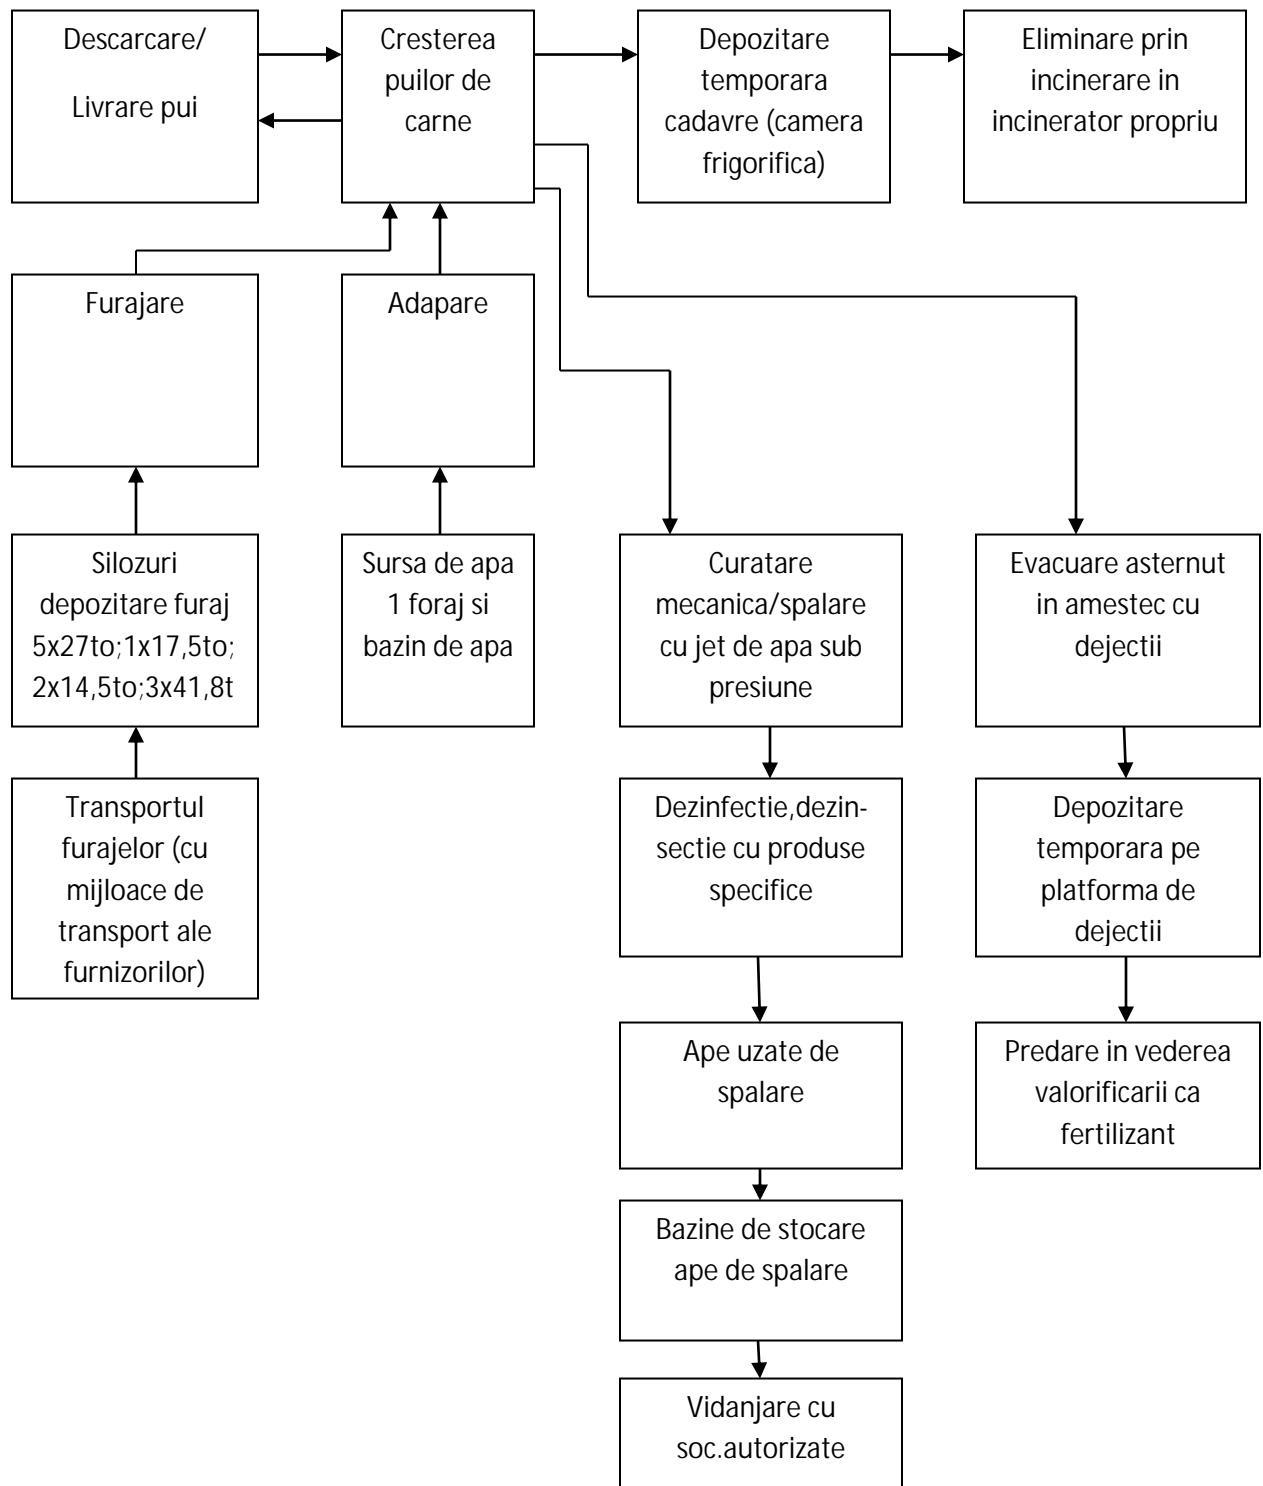 Descarcare/
Livrare pui
Cresterea
puilor de
carne
Depozitare
temporara
cadavre (camera
frigorifica)
Eliminare prin
incinerare in
incinerator propriu
Furajare
Adapare
Silozuri
depozitare furaj
5x27to;1x17,5to;
2x14,5to;3x41,8t
Sursa de apa
1 foraj si
bazin de apa
Curatare
mecanica/spalare
cu jet de apa sub
presiune
Evacuare asternut
in amestec cu
dejectii
Transportul
furajelor (cu
mijloace de
transport ale
furnizorilor)
Dezinfectie,dezin-
sectie cu produse
specifice
Depozitare
temporara pe
platforma de
dejectii
Ape uzate de
spalare
Predare in vederea
valorificarii ca
fertilizant
Bazine de stocare
ape de spalare
Vidanjare cu
soc.autorizate